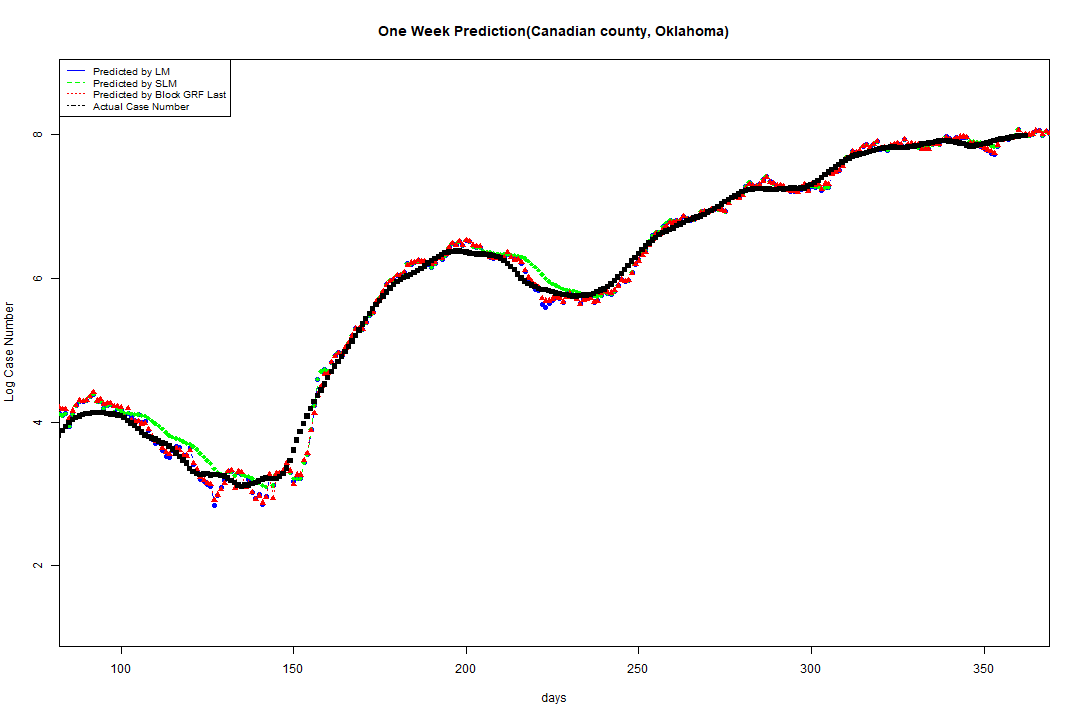 One Week Prediction(Canadian county, Oklahoma)
Predicted by LM
Predicted by SLM
Predicted by Block GRF Last
Actual Case Number
8
6
4
2
Log Case Number
100 150 200 250 300 350
days